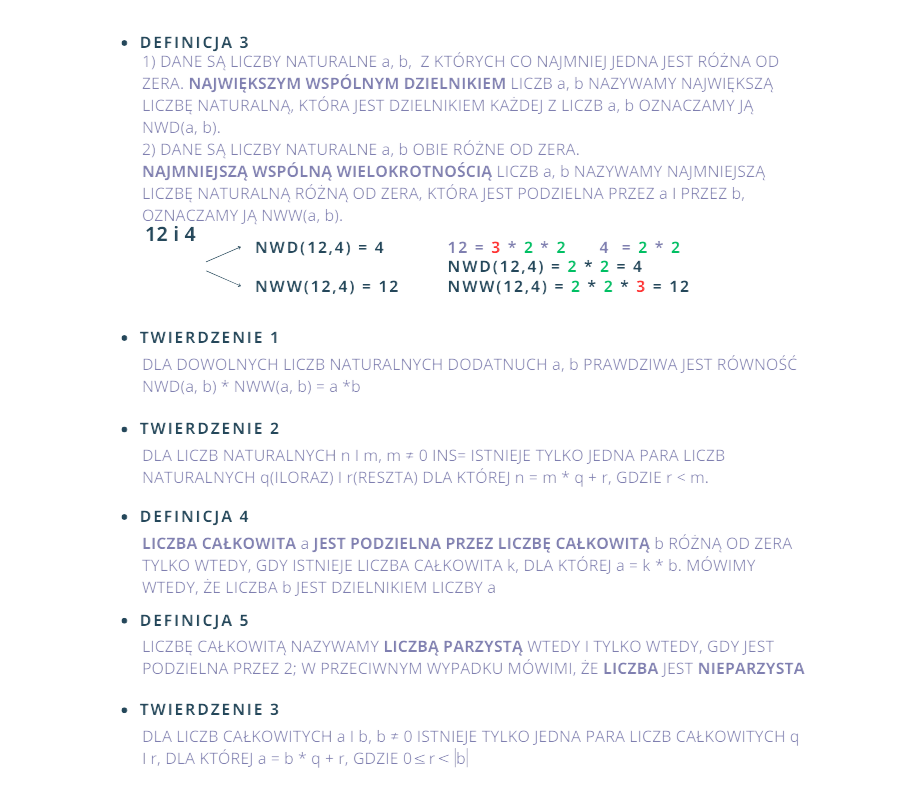 • DEFINICJA 3
1) DANE SĄ LICZBY NATURALNE a, b, Z KTÓRYCH CO NAJMNIEJ JEDNA JEST RÓŻNA OD
ZERA. NAJWIĘKSZYM WSPÓLNYM DZIELNIKIEM LICZB a, b NAZYWAMY NAJWIĘKSZĄ
LICZBĘ NATURALNĄ, KTÓRA JEST DZIELNIKIEM KAŻDEJ Z LICZB a, b OZNACZAMY JĄ
NWD(a, b).
2) DANE SĄ LICZBY NATURALNE a, b OBIE RÓŻNE OD ZERA.
NAJMNIEJSZĄ WSPÓLNĄ WIELOKROTNOŚCIĄ LICZB a, b NAZYWAMY NAJMNIEJSZĄ
LICZBĘ NATURALNĄ RÓŻNĄ OD ZERA, KTÓRA JEST PODZIELNA PRZEZ a I PRZEZ b,
OZNACZAMY JĄ NWW(a, b).
12 i 4
NWD(12,4) = 4 12 = 3 * 2 * 2 4 = 2 * 2
NWD(12,4) = 2 * 2 = 4
NWW(12,4) = 12 NWW(12,4) = 2 * 2 * 3 = 12
• TWIERDZENIE 1
DLA DOWOLNYCH LICZB NATURALNYCH DODATNUCH a, b PRAWDZIWA JEST RÓWNOŚĆ
NWD(a, b) * NWW(a, b) = a *b
• TWIERDZENIE 2
DLA LICZB NATURALNYCH n I m, m ≠ 0 INS= ISTNIEJE TYLKO JEDNA PARA LICZB
NATURALNYCH q(ILORAZ) I r(RESZTA) DLA KTÓREJ n = m * q + r, GDZIE r < m.
• DEFINICJA 4
LICZBA CAŁKOWITA a JEST PODZIELNA PRZEZ LICZBĘ CAŁKOWITĄ b RÓŻNĄ OD ZERA
TYLKO WTEDY, GDY ISTNIEJE LICZBA CAŁKOWITA k, DLA KTÓREJ a = k * b. MÓWIMY
WTEDY, ŻE LICZBA b JEST DZIELNIKIEM LICZBY a
• DEFINICJA 5
LICZBĘ CAŁKOWITĄ NAZYWAMY LICZBĄ PARZYSTĄ WTEDY I TYLKO WTEDY, GDY JEST
PODZIELNA PRZEZ 2; W PRZECIWNYM WYPADKU MÓWIMI, ŻE LICZBA JEST NIEPARZYSTA
• TWIERDZENIE 3
DLA LICZB CAŁKOWITYCH a I b, b ≠ 0 ISTNIEJE TYLKO JEDNA PARA LICZB CAŁKOWITYCH q
I r, DLA KTÓREJ a = b * q + r, GDZIE 0 ≤ r < |b|